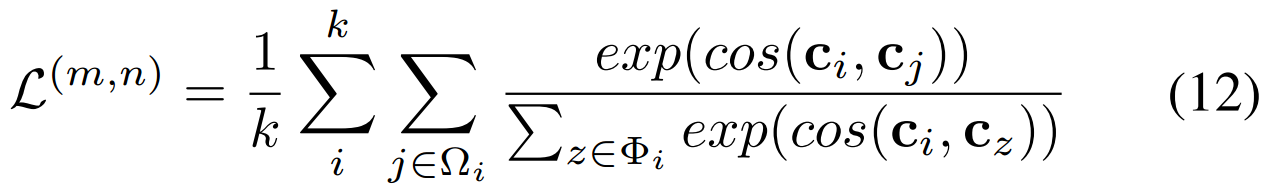 $$\mathcal{L}^{(m,n)} = \frac{1}{k} \sum_{i}^{k} \sum_{j \in \Omega_i} \frac{exp(cos(\mathbf{c}_i, \mathbf{c}_j))}{\sum_{z \in \Phi_i} exp(cos(\mathbf{c}_i, \mathbf{c}_z))} \quad (12)$$